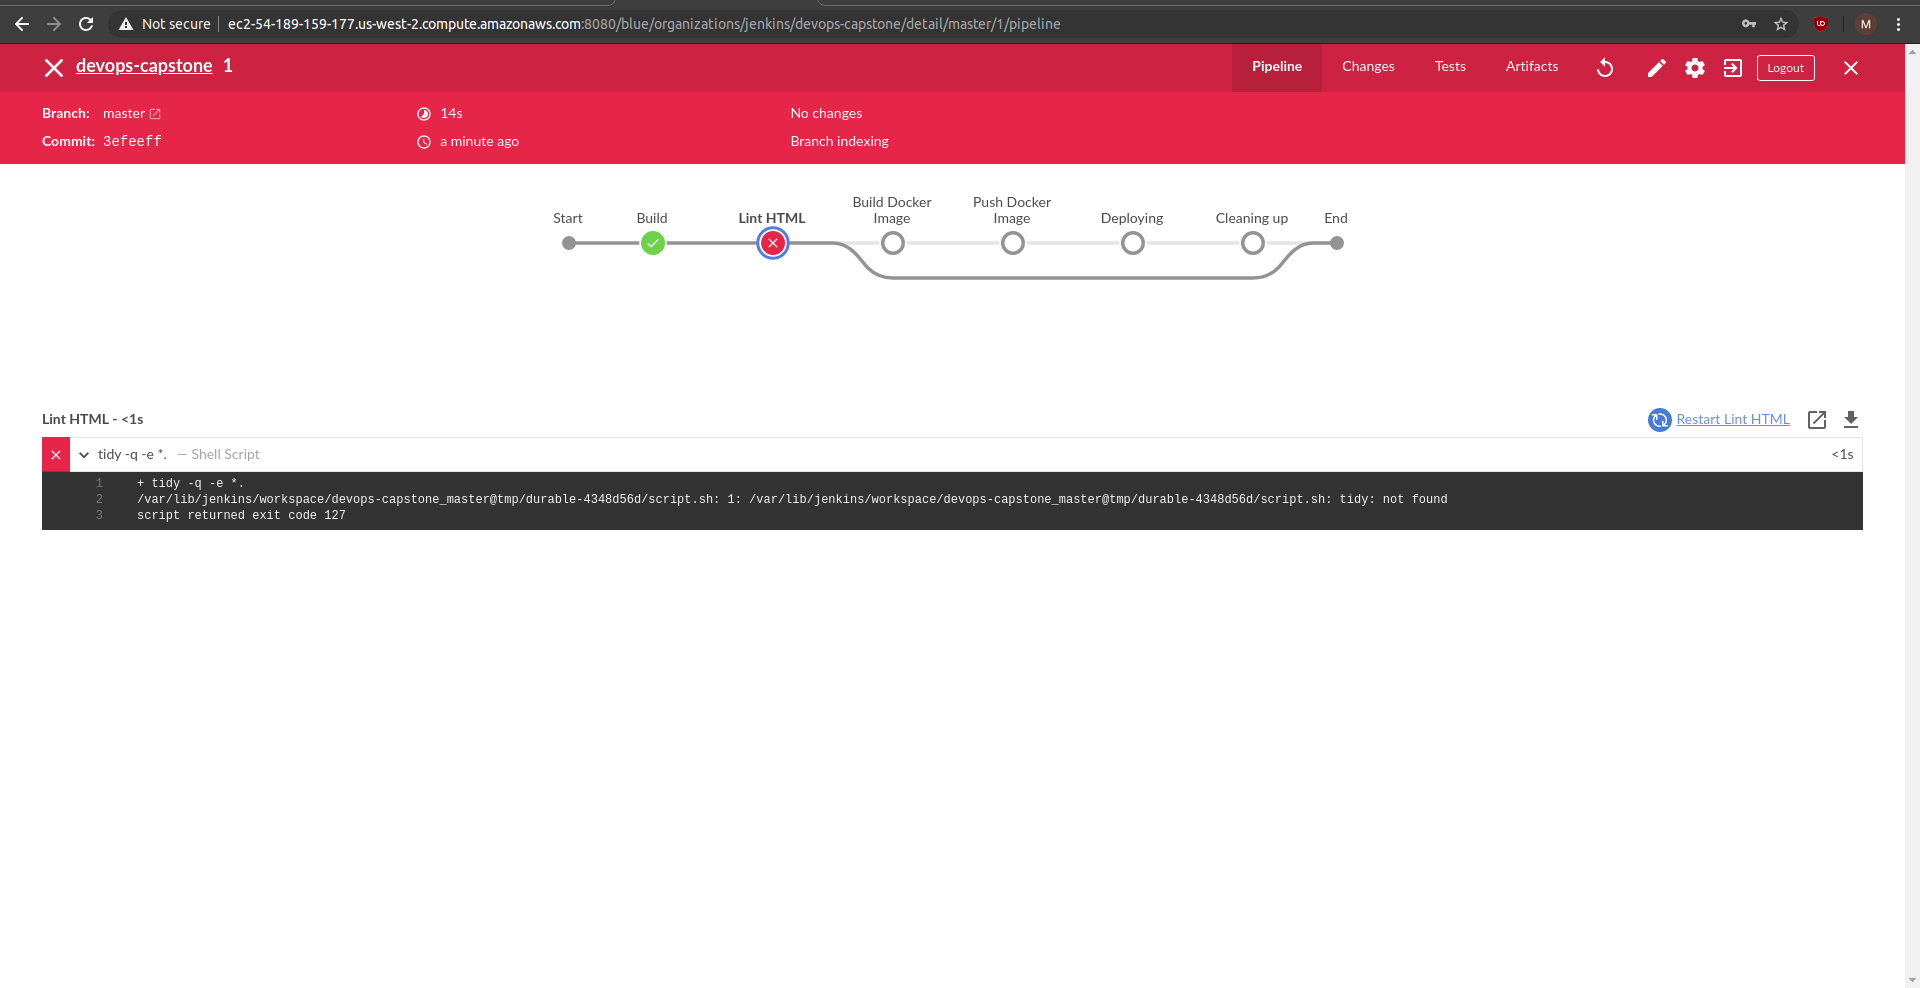 Not secure | ec2-54-189-159-177.us-west-2.compute.amazonaws.com:8080/blue/organizations/jenkins/devops-capstone/detail/master/1/pipeline
M
devops-capstone 1
Pipeline Changes Tests Artifacts Logout
Branch: master 14s No changes
Commit: 3efeeff a minute ago Branch indexing
Start Build Lint HTML Build Docker Image Push Docker Image Deploying Cleaning up End
Lint HTML - <1s Restart Lint HTML
tidy -q -e *. — Shell Script <1s
1 + tidy -q -e *.
2 /var/lib/jenkins/workspace/devops-capstone_master@tmp/durable-4348d56d/script.sh: 1: /var/lib/jenkins/workspace/devops-capstone_master@tmp/durable-4348d56d/script.sh: tidy: not found
3 script returned exit code 127